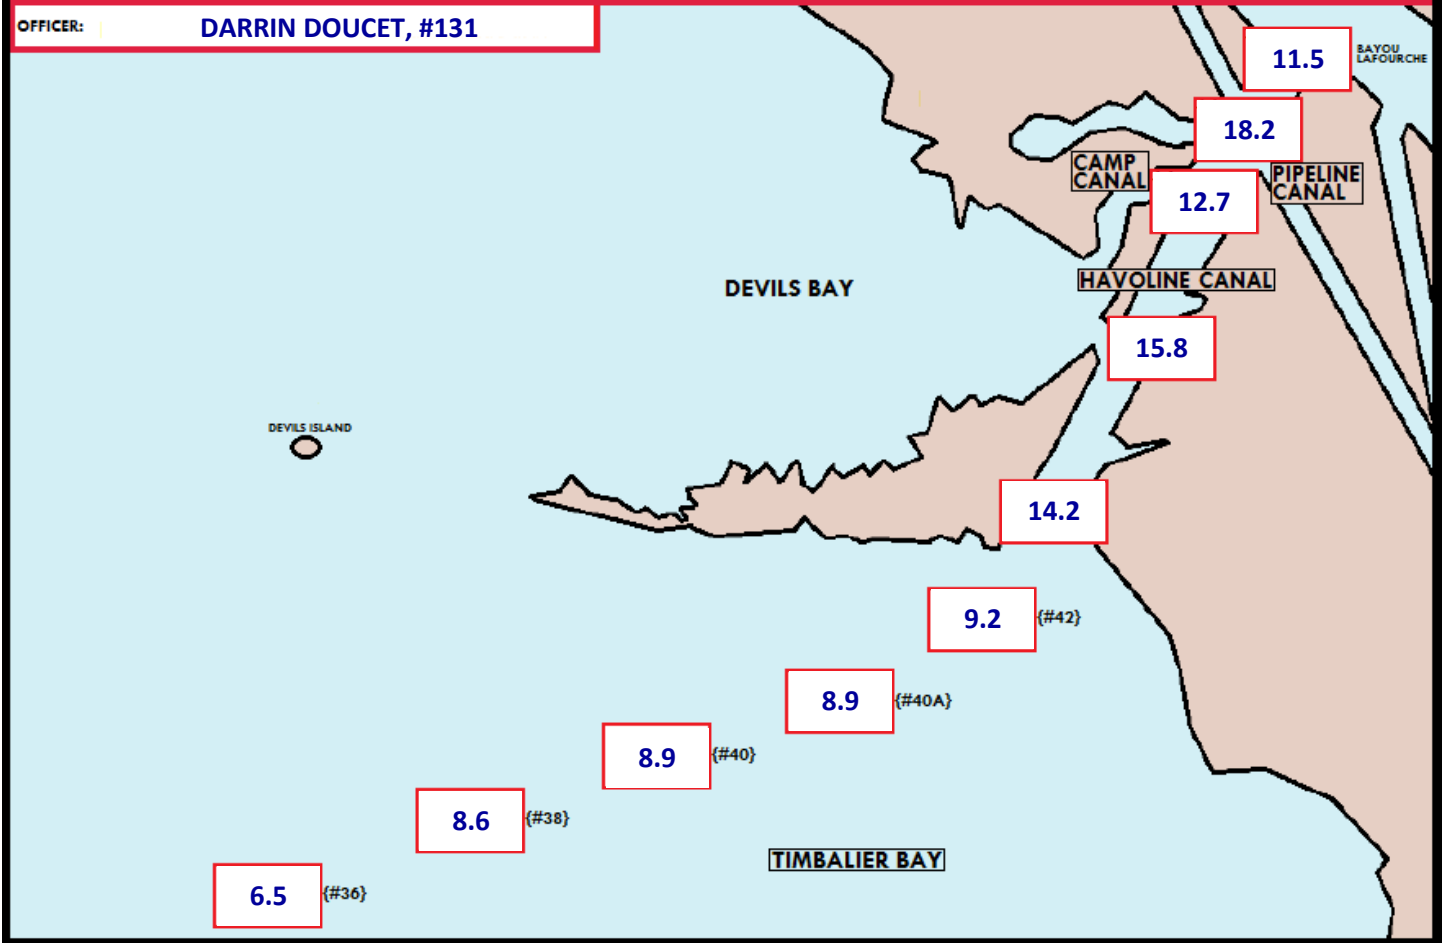 OFFICER: DARRIN DOUCET, #131
11.5
BAYOU
LAFOURCHE
18.2
CAMP
CANAL
PIPELINE
CANAL
12.7
HAVOLINE CANAL
DEVILS BAY
15.8
DEVILS ISLAND
14.2
9.2 {#42}
8.9 {#40A}
8.9 {#40}
8.6 {#38}
TIMBALIER BAY
6.5 {#36}